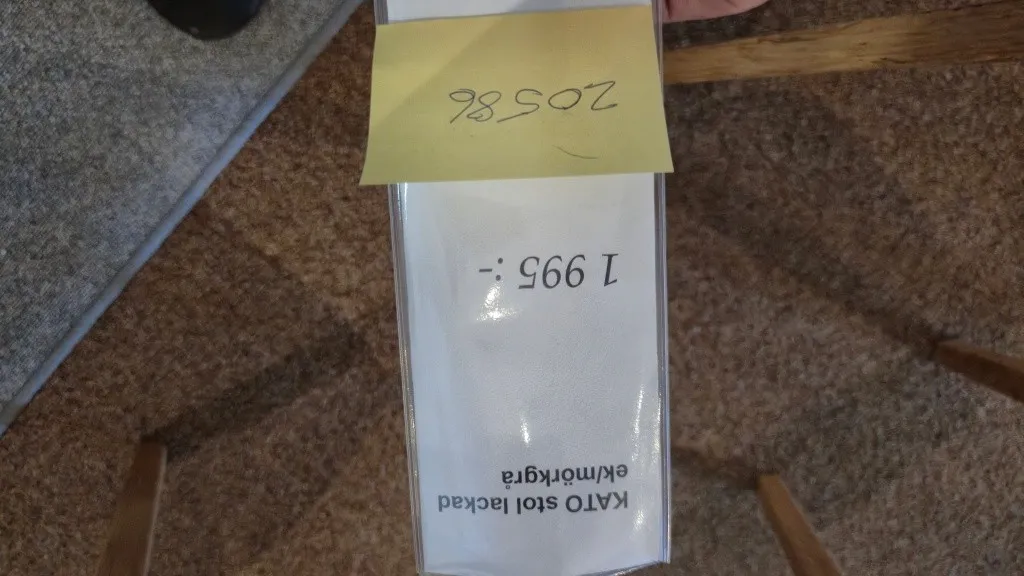 KATO stol lackad
ek/mörkgrå
1 995 :-
20586